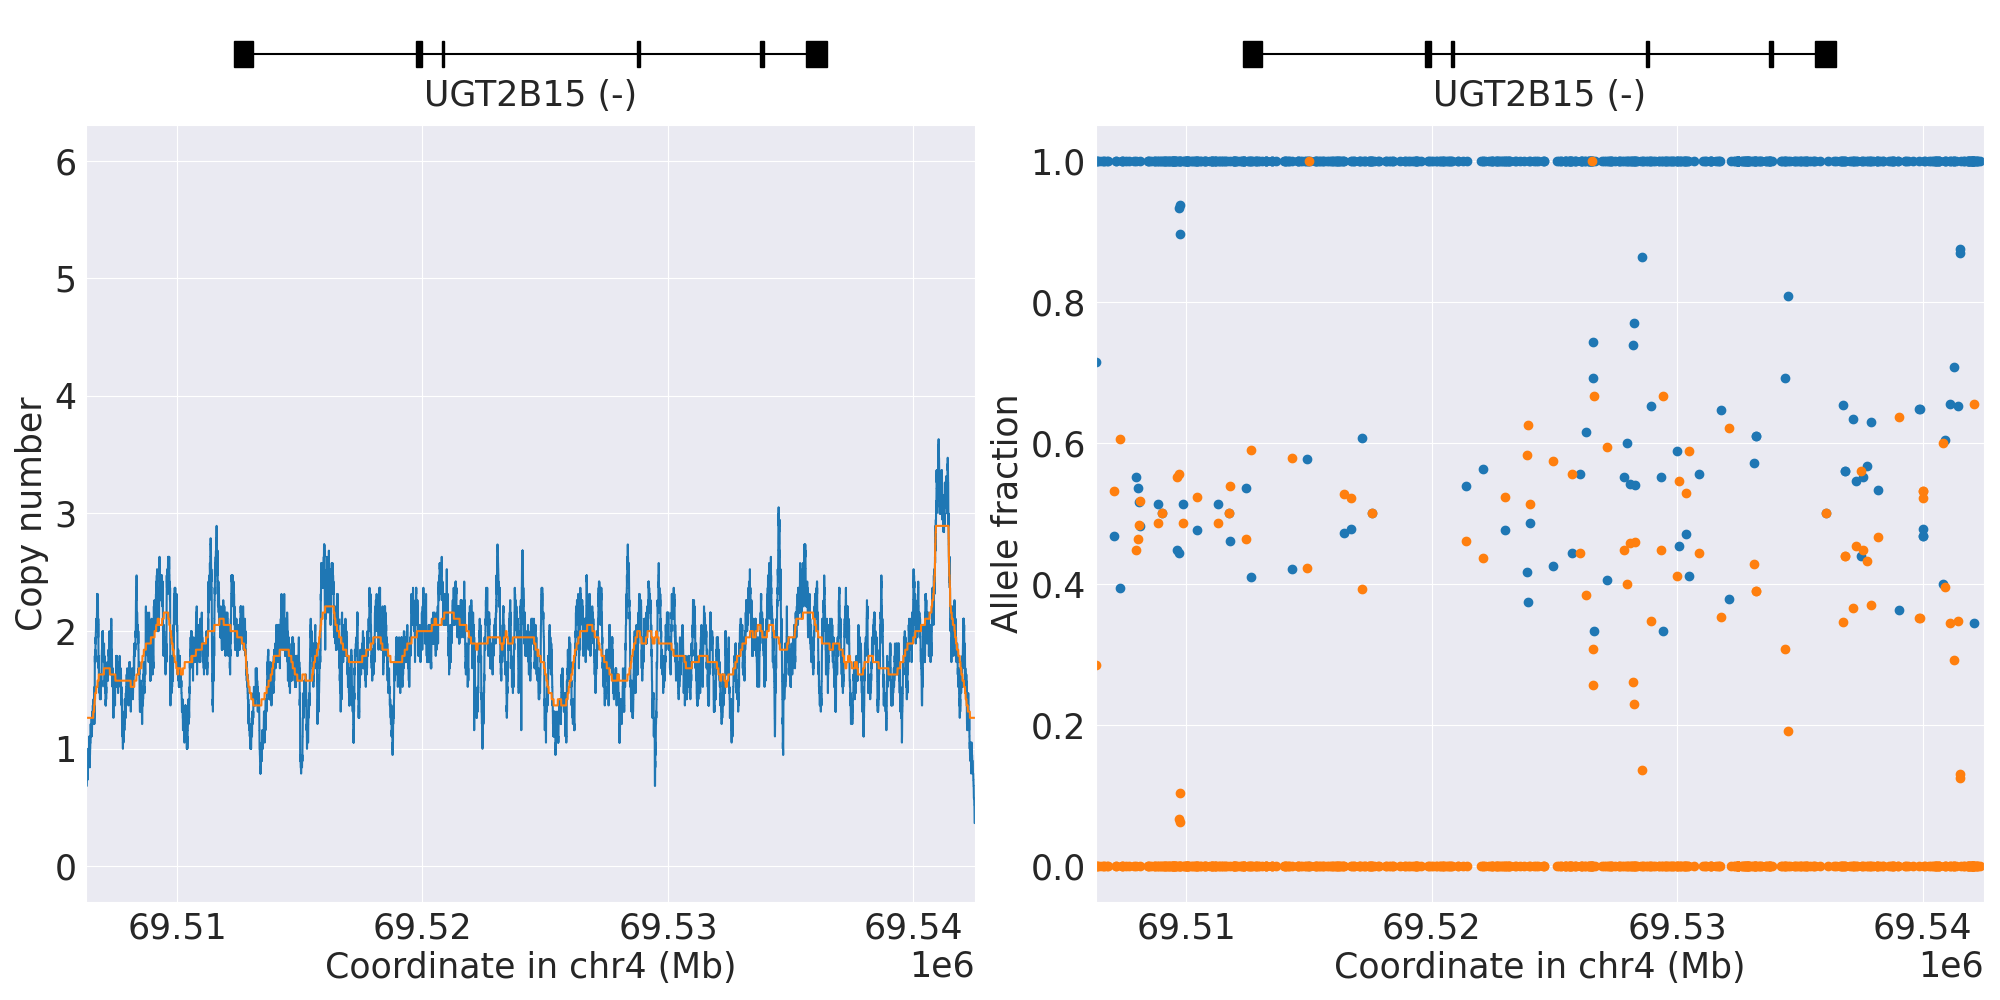 UGT2B15 (-)
6
5
4
3
2
1
0
Copy number
69.51 69.52 69.53 69.54
Coordinate in chr4 (Mb)
1e6
UGT2B15 (-)
1.0
0.8
0.6
0.4
0.2
0.0
Allele fraction
69.51 69.52 69.53 69.54
Coordinate in chr4 (Mb)
1e6